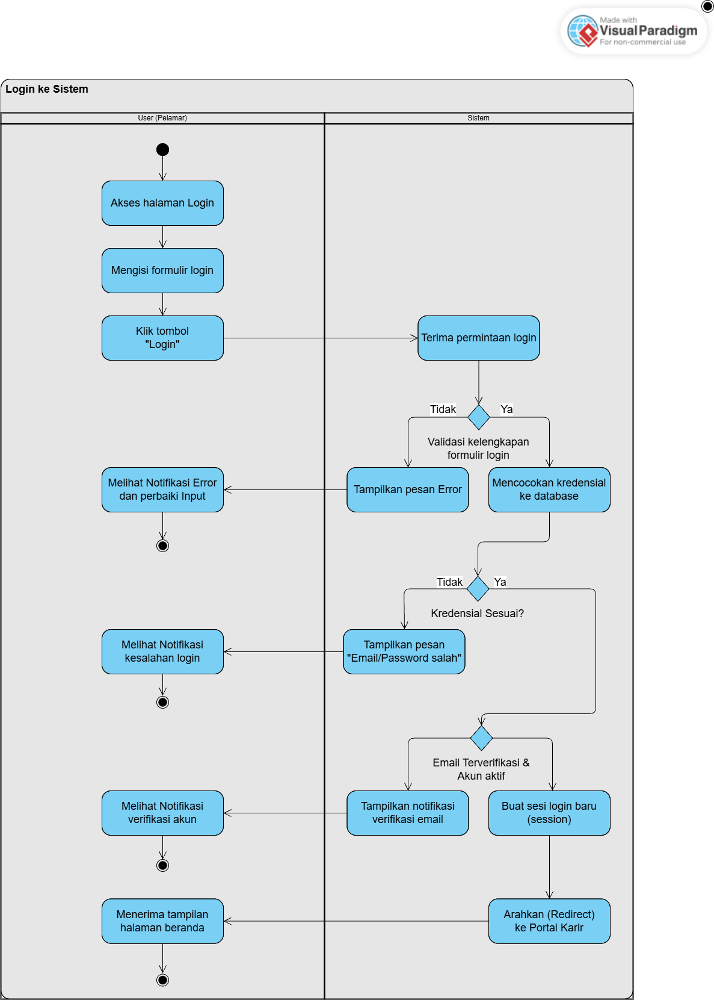 Made with
VisualParadigm
For non-commercial use
Login ke Sistem
User (Pelamar)
Sistem
Akses halaman Login
Mengisi formulir login
Klik tombol
"Login"
Terima permintaan login
Tidak
Ya
Validasi kelengkapan
formulir login
Melihat Notifikasi Error
dan perbaiki Input
Tampilkan pesan Error
Mencocokan kredensial
ke database
Tidak
Ya
Kredensial Sesuai?
Melihat Notifikasi
kesalahan login
Tampilkan pesan
"Email/Password salah"
Email Terverifikasi &
Akun aktif
Melihat Notifikasi
verifikasi akun
Tampilkan notifikasi
verifikasi email
Buat sesi login baru
(session)
Menerima tampilan
halaman beranda
Arahkan (Redirect)
ke Portal Karir